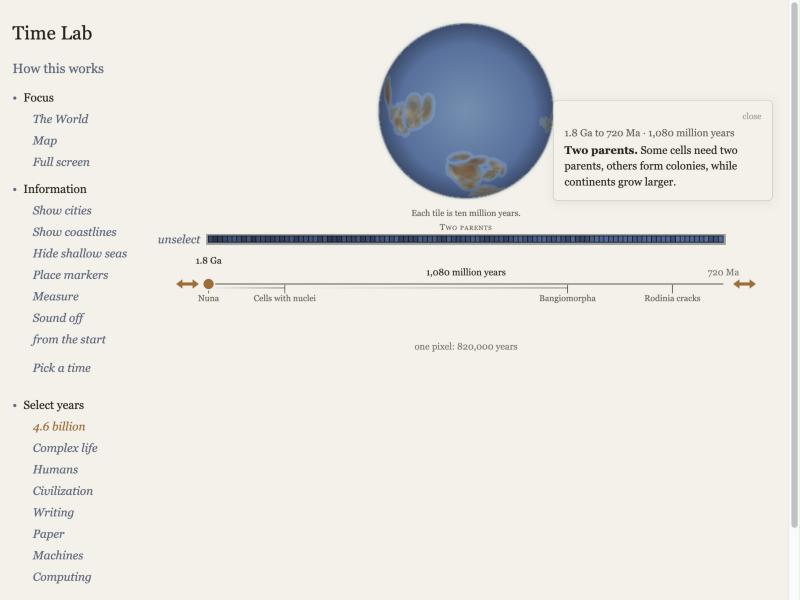 Time Lab
How this works
• Focus
The World
Map
Full screen
• Information
Show cities
Show coastlines
Hide shallow seas
Place markers
Measure
Sound off
from the start
Pick a time
• Select years
4.6 billion
Complex life
Humans
Civilization
Writing
Paper
Machines
Computing
close
1.8 Ga to 720 Ma · 1,080 million years
Two parents. Some cells need two
parents, others form colonies, while
continents grow larger.
Each tile is ten million years.
Two parents
unselect
1.8 Ga
1,080 million years
720 Ma
Nuna
Cells with nuclei
Bangiomorpha
Rodinia cracks
one pixel: 820,000 years